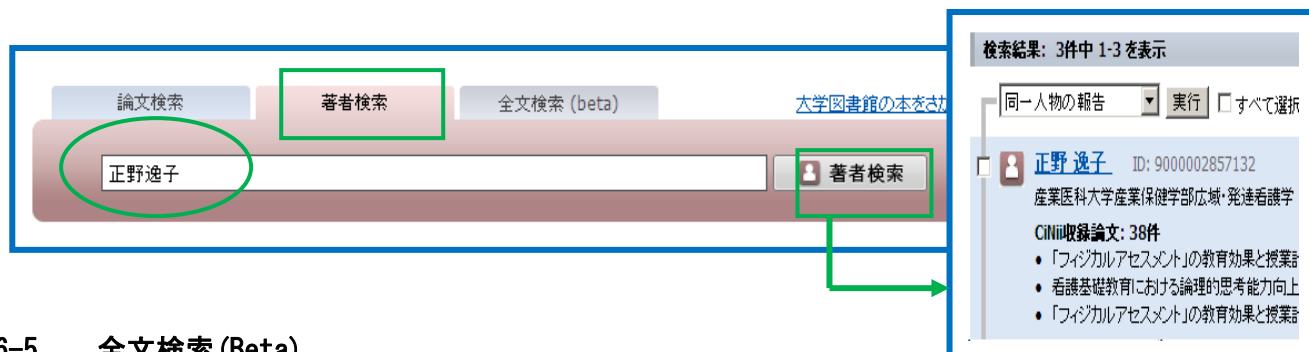 論文検索 著者検索 全文検索 (beta) 大学図書館の本をさが
正野逸子 著者検索
検索結果: 3件中 1-3 を表示
同一人物の報告 実行 すべて選択
正野 逸子 ID: 9000002857132
産業医科大学産業保健学部広域・発達看護学
CiNii収録論文: 38件
• 「フィジカルアセスメント」の教育効果と授業
• 看護基礎教育における論理的思考能力向上
• 「フィジカルアセスメント」の教育効果と授業
6-5 全文検索(Beta)